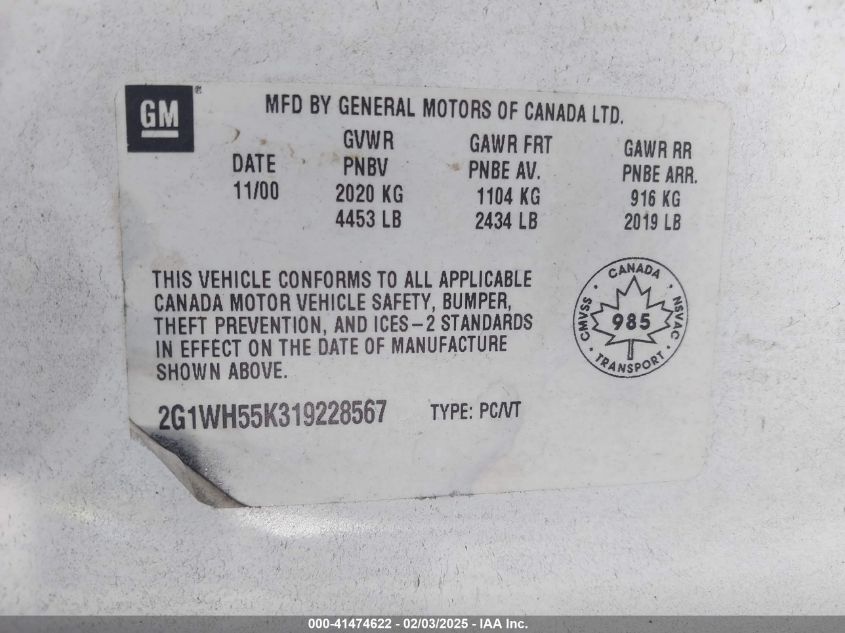 GM®
MFD BY GENERAL MOTORS OF CANADA LTD.
DATE
11/00
GVWR
PNBV
2020 KG
4453 LB
GAWR FRT
PNBE AV.
1104 KG
2434 LB
GAWR RR
PNBE ARR.
916 KG
2019 LB
THIS VEHICLE CONFORMS TO ALL APPLICABLE
CANADA MOTOR VEHICLE SAFETY, BUMPER,
THEFT PREVENTION, AND ICES-2 STANDARDS
IN EFFECT ON THE DATE OF MANUFACTURE
SHOWN ABOVE.
CANADA
CMVSS
985
NSVAC
TRANSPORT
2G1WH55K319228567 TYPE: PC/VT
000-41474622 - 02/03/2025 - IAA Inc.